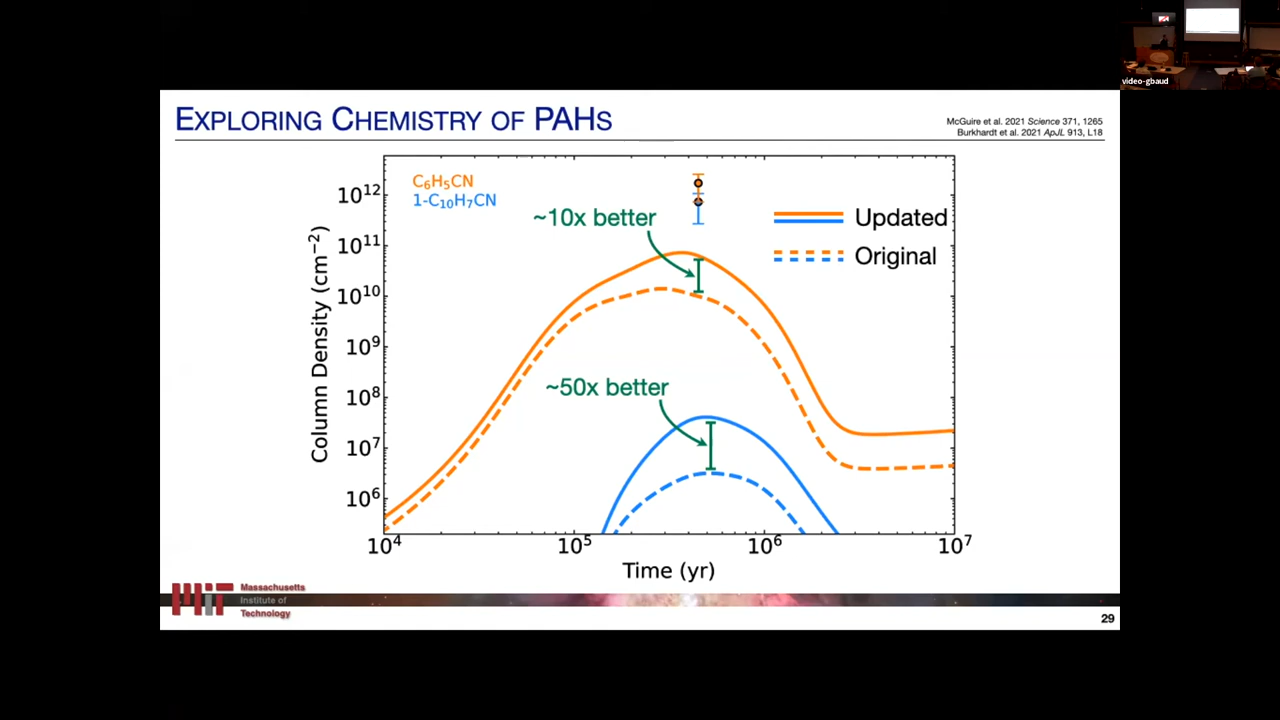 video-gbaud
EXPLORING CHEMISTRY OF PAHS
McGuire et al. 2021 Science 371, 1265
Burkhardt et al. 2021 ApJL 913, L18
C₆H₅CN
1-C₁₀H₇CN
~10x better
Updated
Original
~50x better
Column Density (cm⁻²)
10¹²
10¹¹
10¹⁰
10⁹
10⁸
10⁷
10⁶
10⁴ 10⁵ 10⁶ 10⁷
Time (yr)
MIT
Massachusetts
Institute of
Technology
29